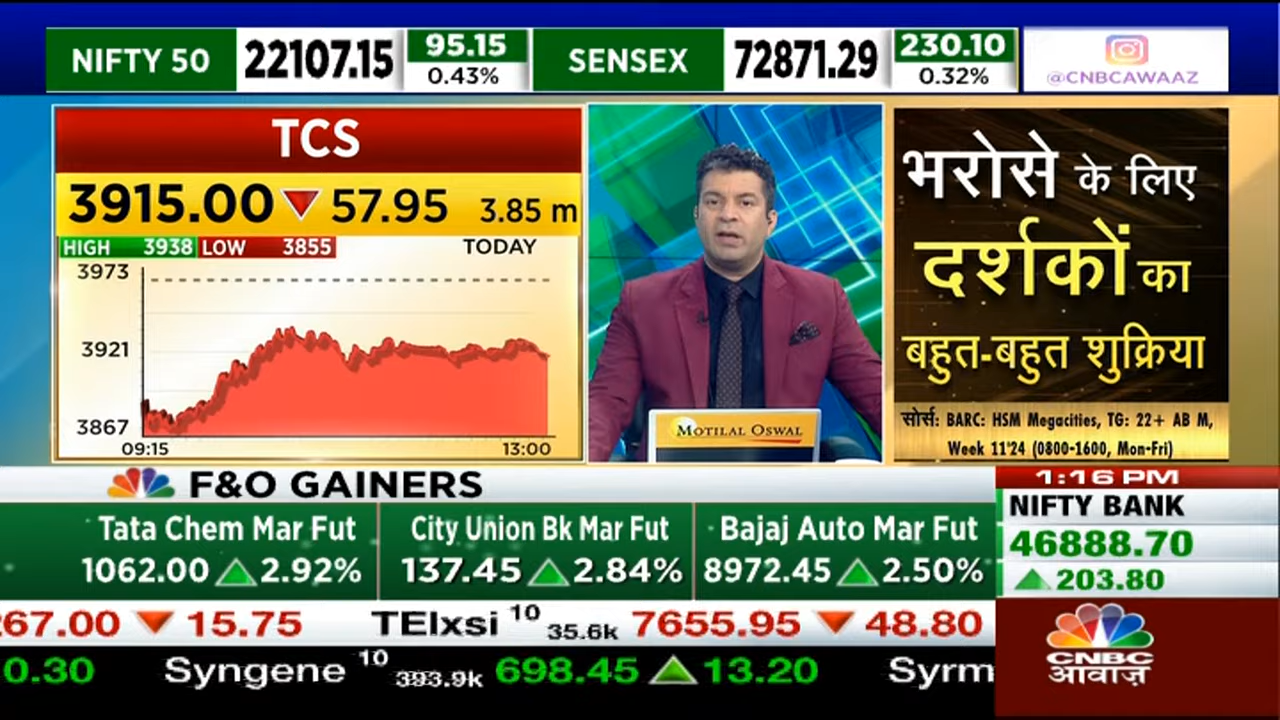 NIFTY 50 22107.15 95.15 0.43% SENSEX 72871.29 230.10 0.32% @CNBCAWAAZ
TCS
3915.00 57.95 3.85 m
HIGH 3938 LOW 3855 TODAY
3973
3921
3867
09:15 13:00
MOTILAL OSWAL
भरोसे के लिए
दर्शकों का
बहुत-बहुत शुक्रिया
सोर्स: BARC: HSM Megacities, TG: 22+ AB M,
Week 11'24 (0800-1600, Mon-Fri)
F&O GAINERS
Tata Chem Mar Fut
1062.00 2.92%
City Union Bk Mar Fut
137.45 2.84%
Bajaj Auto Mar Fut
8972.45 2.50%
1:16 PM
NIFTY BANK
46888.70
203.80
267.00 15.75 TElxsi 10 35.6k 7655.95 48.80
0.30 Syngene 10 393.9k 698.45 13.20 Syrm
CNBC
आवाज़